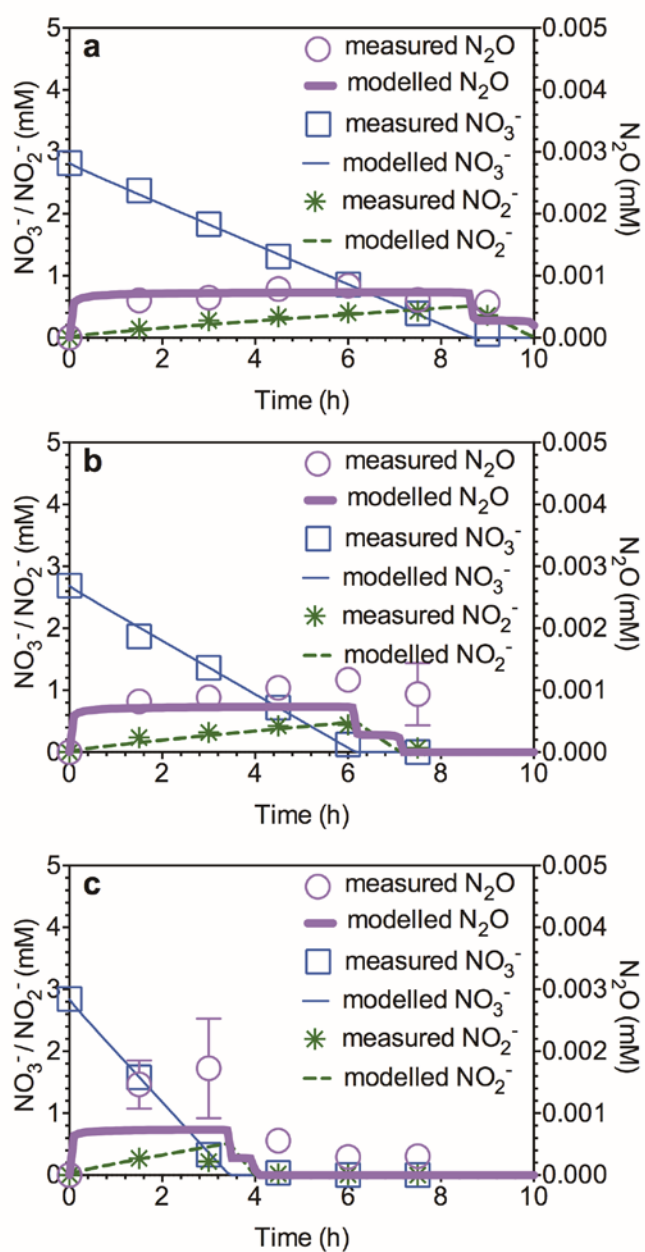 a
5
4
3
2
1
0
NO₃⁻ / NO₂⁻ (mM)
measured N₂O
modelled N₂O
measured NO₃⁻
modelled NO₃⁻
measured NO₂⁻
modelled NO₂⁻
0.005
0.004
0.003
0.002
0.001
0.000
N₂O (mM)
0 2 4 6 8 10
Time (h)
b
5
4
3
2
1
0
NO₃⁻ / NO₂⁻ (mM)
measured N₂O
modelled N₂O
measured NO₃⁻
modelled NO₃⁻
measured NO₂⁻
modelled NO₂⁻
0.005
0.004
0.003
0.002
0.001
0.000
N₂O (mM)
0 2 4 6 8 10
Time (h)
c
5
4
3
2
1
0
NO₃⁻ / NO₂⁻ (mM)
measured N₂O
modelled N₂O
measured NO₃⁻
modelled NO₃⁻
measured NO₂⁻
modelled NO₂⁻
0.005
0.004
0.003
0.002
0.001
0.000
N₂O (mM)
0 2 4 6 8 10
Time (h)